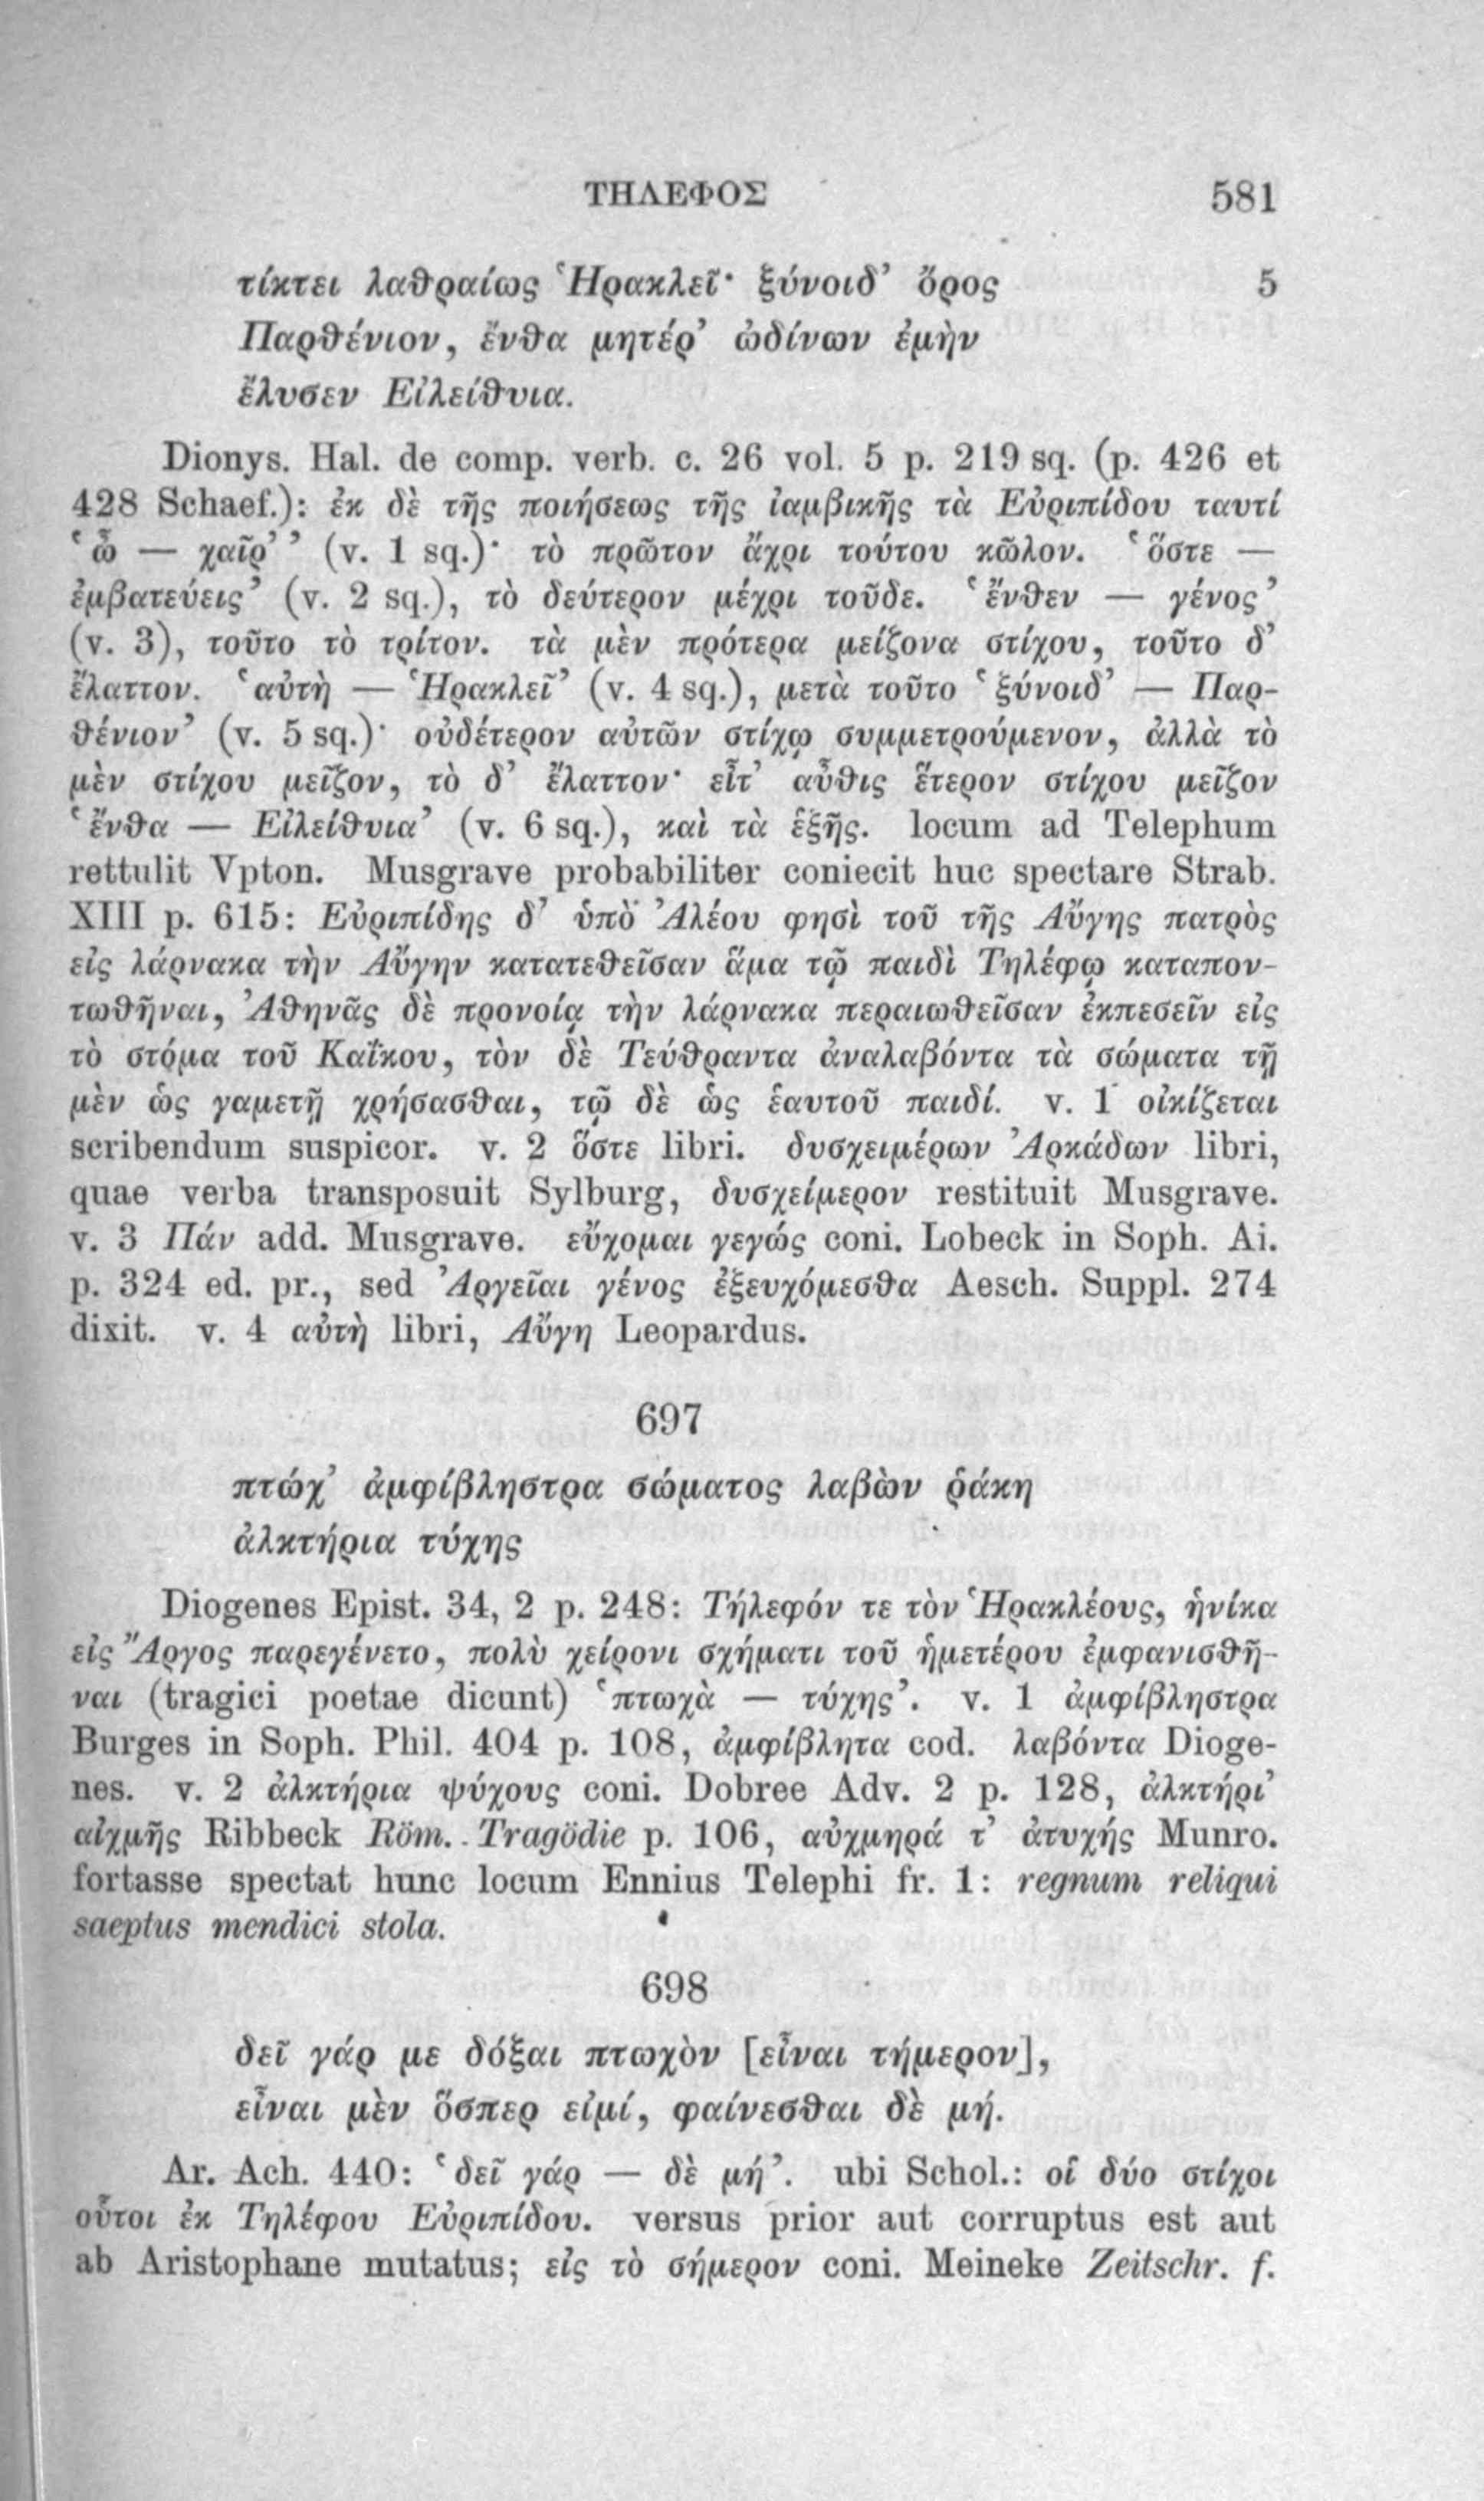 ΤΗΛΕΦΟΣ 581
τίκτει λαθραίως Ἡρακλεῖ· ξύνοιδ’ ὄρος 5
Παρθένιον, ἔνθα μητέρ’ ὠδίνων ἐμὴν
ἔλυσεν Εἰλείθυια.
Dionys. Hal. de comp. verb. c. 26 vol. 5 p. 219 sq. (p. 426 et
428 Schaef.): ἐκ δὲ τῆς ποιήσεως τῆς ἰαμβικῆς τὰ Εὐριπίδου ταυτί
‘ὦ — χαῖρ’’ (v. 1 sq.)· τὸ πρῶτον ἄχρι τούτου κῶλον. ‘ὅστε —
ἐμβατεύεις’ (v. 2 sq.), τὸ δεύτερον μέχρι τοῦδε. ‘ἔνθεν — γένος’
(v. 3), τοῦτο τὸ τρίτον. τὰ μὲν πρότερα μείζονα στίχου, τοῦτο δ’
ἔλαττον. ‘αὐτὴ — Ἡρακλεῖ’ (v. 4 sq.), μετὰ τοῦτο ‘ξύνοιδ’ — Παρ-
θένιον’ (v. 5 sq.)· οὐδέτερον αὐτῶν στίχῳ συμμετρούμενον, ἀλλὰ τὸ
μὲν στίχου μεῖζον, τὸ δ’ ἔλαττον· εἶτ’ αὖθις ἕτερον στίχου μεῖζον
‘ἔνθα — Εἰλείθυια’ (v. 6 sq.), καὶ τὰ ἑξῆς. locum ad Telephum
rettulit Vpton. Musgrave probabiliter coniecit huc spectare Strab.
XIII p. 615: Εὐριπίδης δ’ ὑπὸ Ἀλέου φησὶ τοῦ τῆς Αὔγης πατρὸς
εἰς λάρνακα τὴν Αὔγην κατατεθεῖσαν ἅμα τῷ παιδὶ Τηλέφῳ καταπον-
τωθῆναι, Ἀθηνᾶς δὲ προνοίᾳ τὴν λάρνακα περαιωθεῖσαν ἐκπεσεῖν εἰς
τὸ στόμα τοῦ Καΐκου, τὸν δὲ Τεύθραντα ἀναλαβόντα τὰ σώματα τῇ
μὲν ὡς γαμετῇ χρήσασθαι, τῷ δὲ ὡς ἑαυτοῦ παιδί. v. 1 οἰκίζεται
scribendum suspicor. v. 2 ὅστε libri. δυσχειμέρων Ἀρκάδων libri,
quae verba transposuit Sylburg, δυσχείμερον restituit Musgrave.
v. 3 Πάν add. Musgrave. εὔχομαι γεγώς coni. Lobeck in Soph. Ai.
p. 324 ed. pr., sed Ἀργεῖαι γένος ἐξευχόμεσθα Aesch. Suppl. 274
dixit. v. 4 αὐτὴ libri, Αὔγη Leopardus.
697
πτώχ’ ἀμφίβληστρα σώματος λαβὼν ῥάκη
ἀλκτήρια τύχης
Diogenes Epist. 34, 2 p. 248: Τήλεφόν τε τὸν Ἡρακλέους, ἡνίκα
εἰς Ἄργος παρεγένετο, πολὺ χείρονι σχήματι τοῦ ἡμετέρου ἐμφανισθῆ-
ναι (tragici poetae dicunt) ‘πτωχὰ — τύχης’. v. 1 ἀμφίβληστρα
Burges in Soph. Phil. 404 p. 108, ἀμφίβλητα cod. λαβόντα Dioge-
nes. v. 2 ἀλκτήρια ψύχους coni. Dobree Adv. 2 p. 128, ἀλκτήρι’
αἰχμῆς Ribbeck Röm. Tragödie p. 106, αὐχμηρά τ’ ἀτυχής Munro.
fortasse spectat hunc locum Ennius Telephi fr. 1: regnum reliqui
saeptus mendici stola.
698
δεῖ γάρ με δόξαι πτωχὸν [εἶναι τήμερον],
εἶναι μὲν ὅσπερ εἰμί, φαίνεσθαι δὲ μή.
Ar. Ach. 440: ‘δεῖ γάρ — δὲ μή’. ubi Schol.: οἱ δύο στίχοι
οὗτοι ἐκ Τηλέφου Εὐριπίδου. versus prior aut corruptus est aut
ab Aristophane mutatus; εἰς τὸ σήμερον coni. Meineke Zeitschr. f.